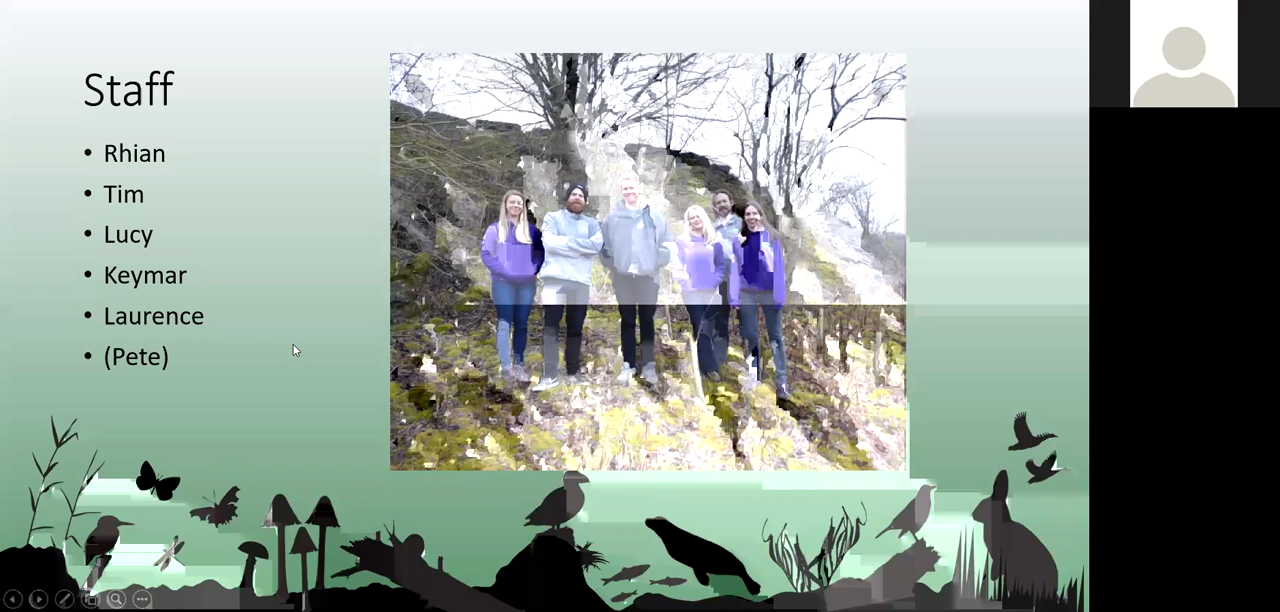 Staff
• Rhian
• Tim
• Lucy
• Keymar
• Laurence
• (Pete)